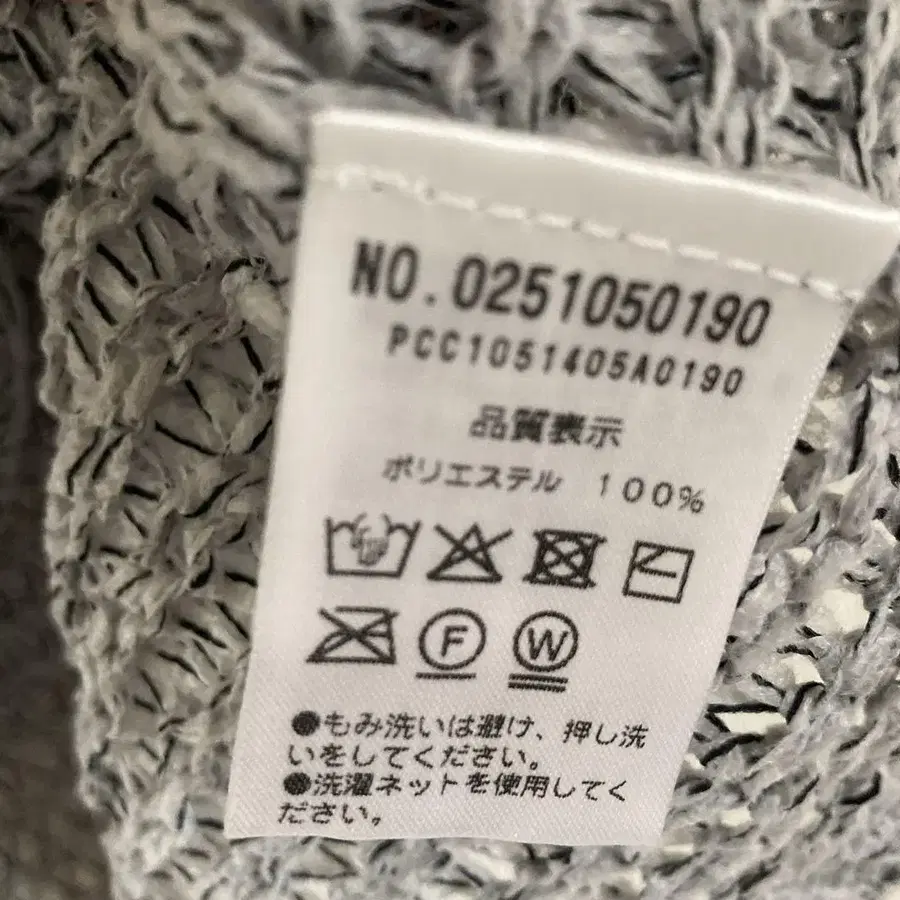 NO.0251050190
PCC1051405A0190
品質表示
ポリエステル 100%
F W
●もみ洗いは避け、押し洗
いをしてください。
●洗濯ネットを使用してく
ださい。